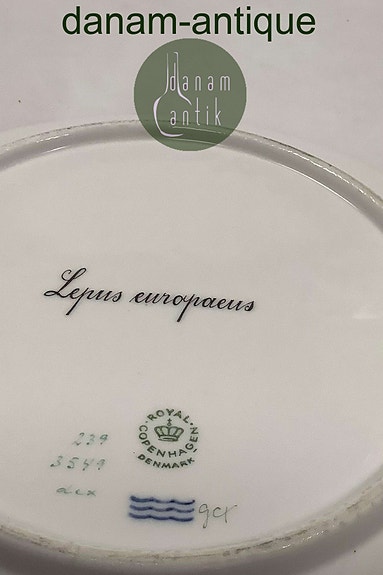 danam-antique
danam
antik
Lepus europaeus
ROYAL
COPENHAGEN
DENMARK
239
3549